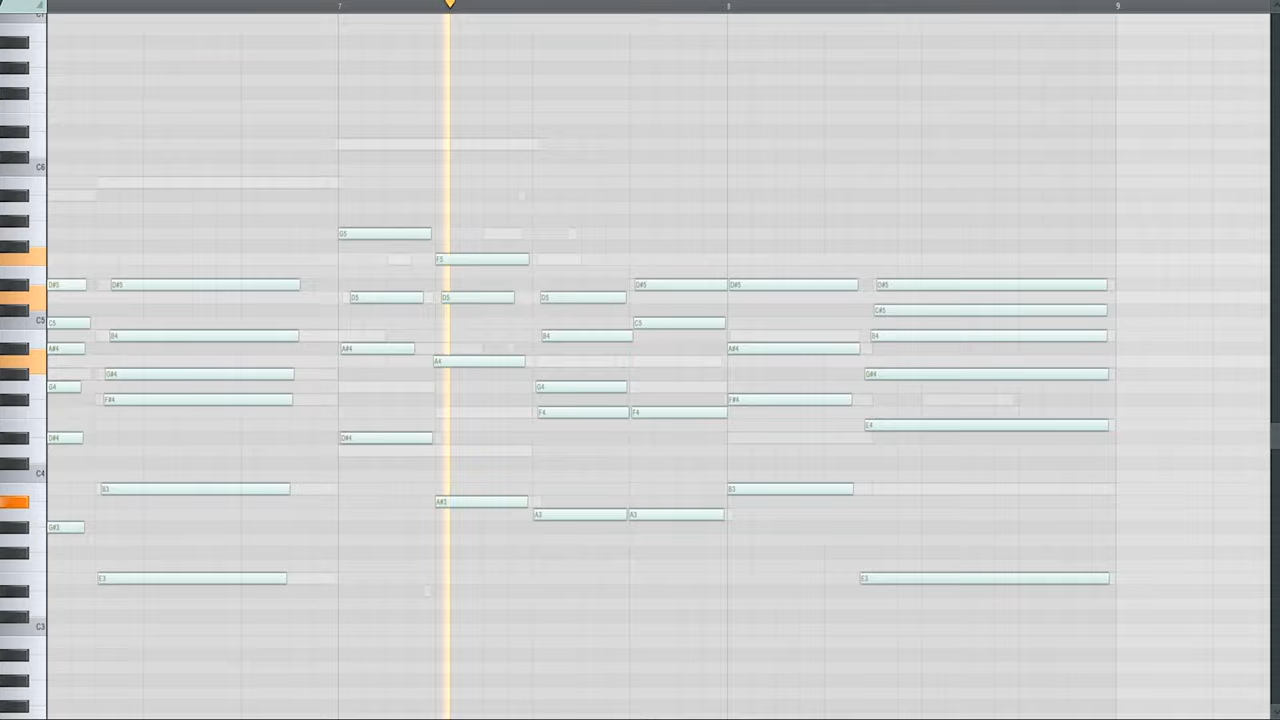 7 8 9
C7
C6
G5
F5
D#5 D#5 D#5 D#5 D#5
D5 D5 D5
C#5
C5 C5 C5
B4 B4 B4
A#4 A#4 A#4
A4
G#4 G#4
G4 G4
F#4 F#4
F4 F4
E4
D#4 D#4
C4
B3 B3
A#3
A3 A3
G#3
E3 E3
C3